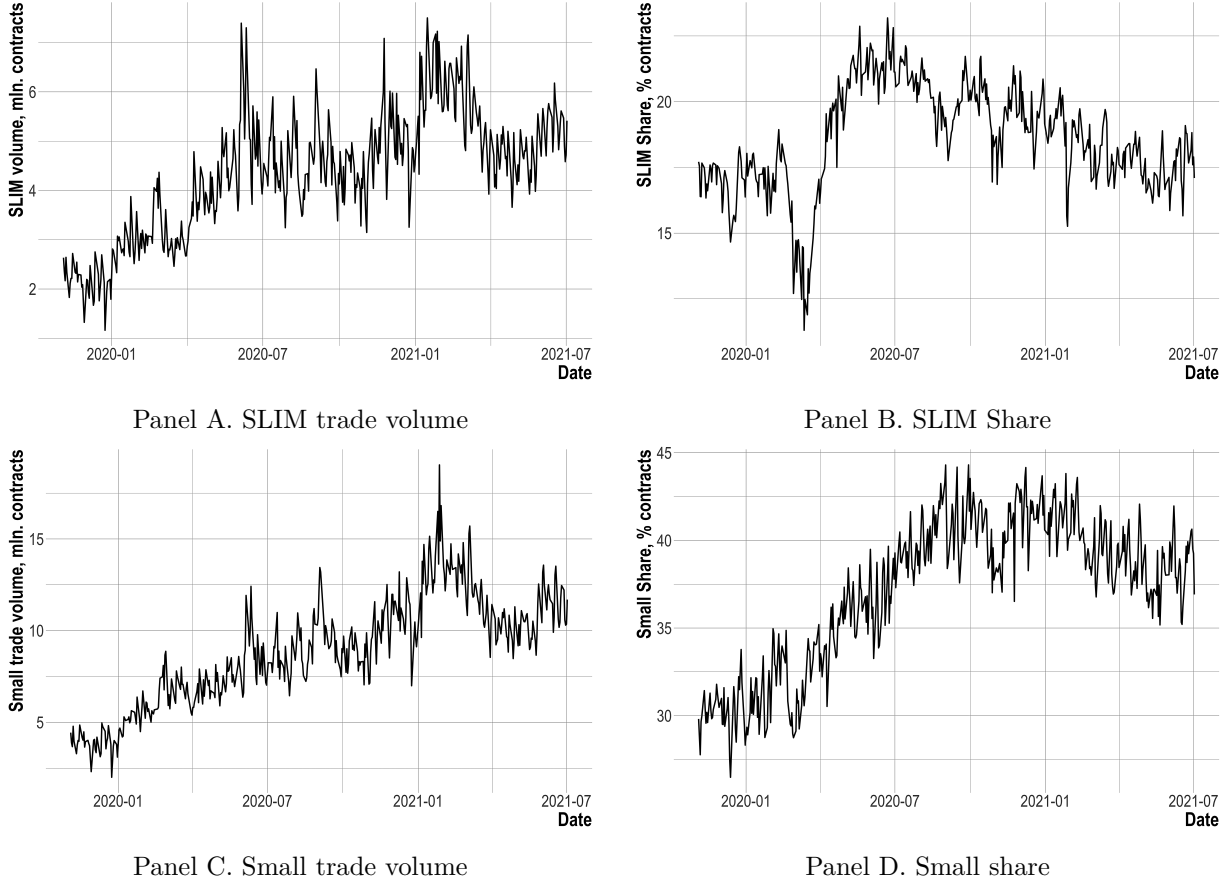 SLIM volume, mln. contracts
6
4
2
2020-01 2020-07 2021-01 2021-07
Date
Panel A. SLIM trade volume
SLIM Share, % contracts
20
15
2020-01 2020-07 2021-01 2021-07
Date
Panel B. SLIM Share
Small trade volume, mln. contracts
15
10
5
2020-01 2020-07 2021-01 2021-07
Date
Panel C. Small trade volume
Small Share, % contracts
45
40
35
30
2020-01 2020-07 2021-01 2021-07
Date
Panel D. Small share